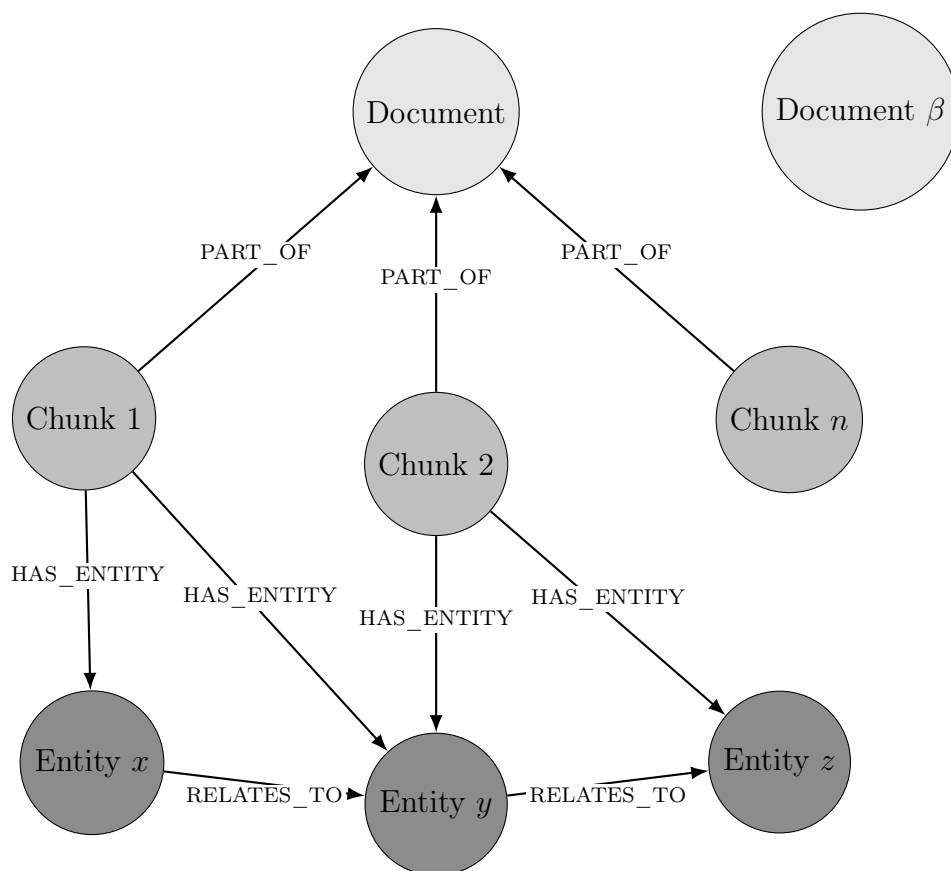 Document
Document β
PART_OF
PART_OF
PART_OF
Chunk 1
Chunk 2
Chunk n
HAS_ENTITY
HAS_ENTITY
HAS_ENTITY
HAS_ENTITY
Entity x
Entity y
Entity z
RELATES_TO
RELATES_TO